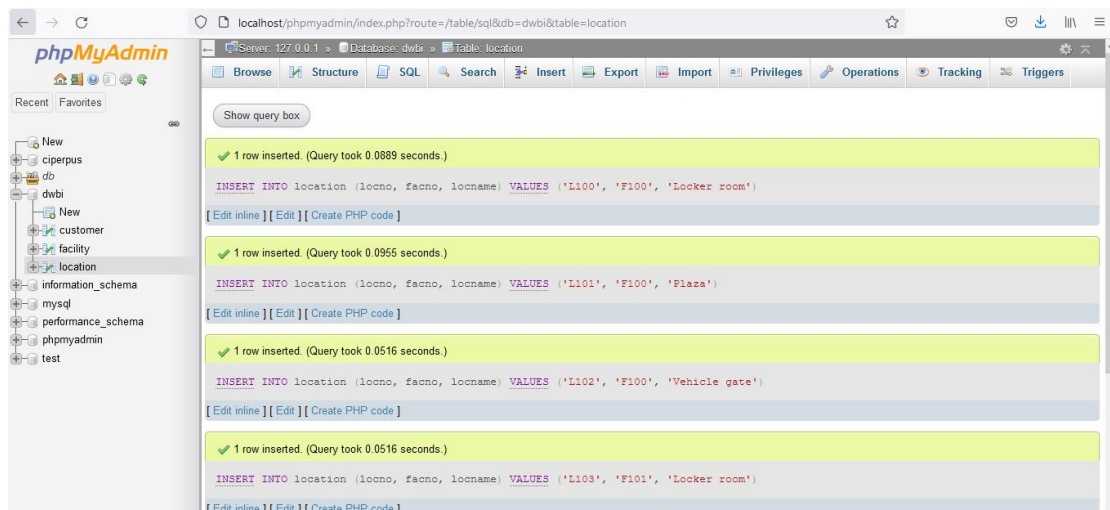 localhost/phpmyadmin/index.php?route=/table/sql&db=dwbi&table=location
phpMyAdmin
Recent Favorites
New
ciperpus
db
dwbi
New
customer
facility
location
information_schema
mysql
performance_schema
phpmyadmin
test
Server: 127.0.0.1 » Database: dwbi » Table: location
Browse Structure SQL Search Insert Export Import Privileges Operations Tracking Triggers
Show query box
1 row inserted. (Query took 0.0889 seconds.)
INSERT INTO location (locno, facno, locname) VALUES ('L100', 'F100', 'Locker room')
[ Edit inline ] [ Edit ] [ Create PHP code ]
1 row inserted. (Query took 0.0955 seconds.)
INSERT INTO location (locno, facno, locname) VALUES ('L101', 'F100', 'Plaza')
[ Edit inline ] [ Edit ] [ Create PHP code ]
1 row inserted. (Query took 0.0516 seconds.)
INSERT INTO location (locno, facno, locname) VALUES ('L102', 'F100', 'Vehicle gate')
[ Edit inline ] [ Edit ] [ Create PHP code ]
1 row inserted. (Query took 0.0516 seconds.)
INSERT INTO location (locno, facno, locname) VALUES ('L103', 'F101', 'Locker room')
[ Edit inline ] [ Edit ] [ Create PHP code ]